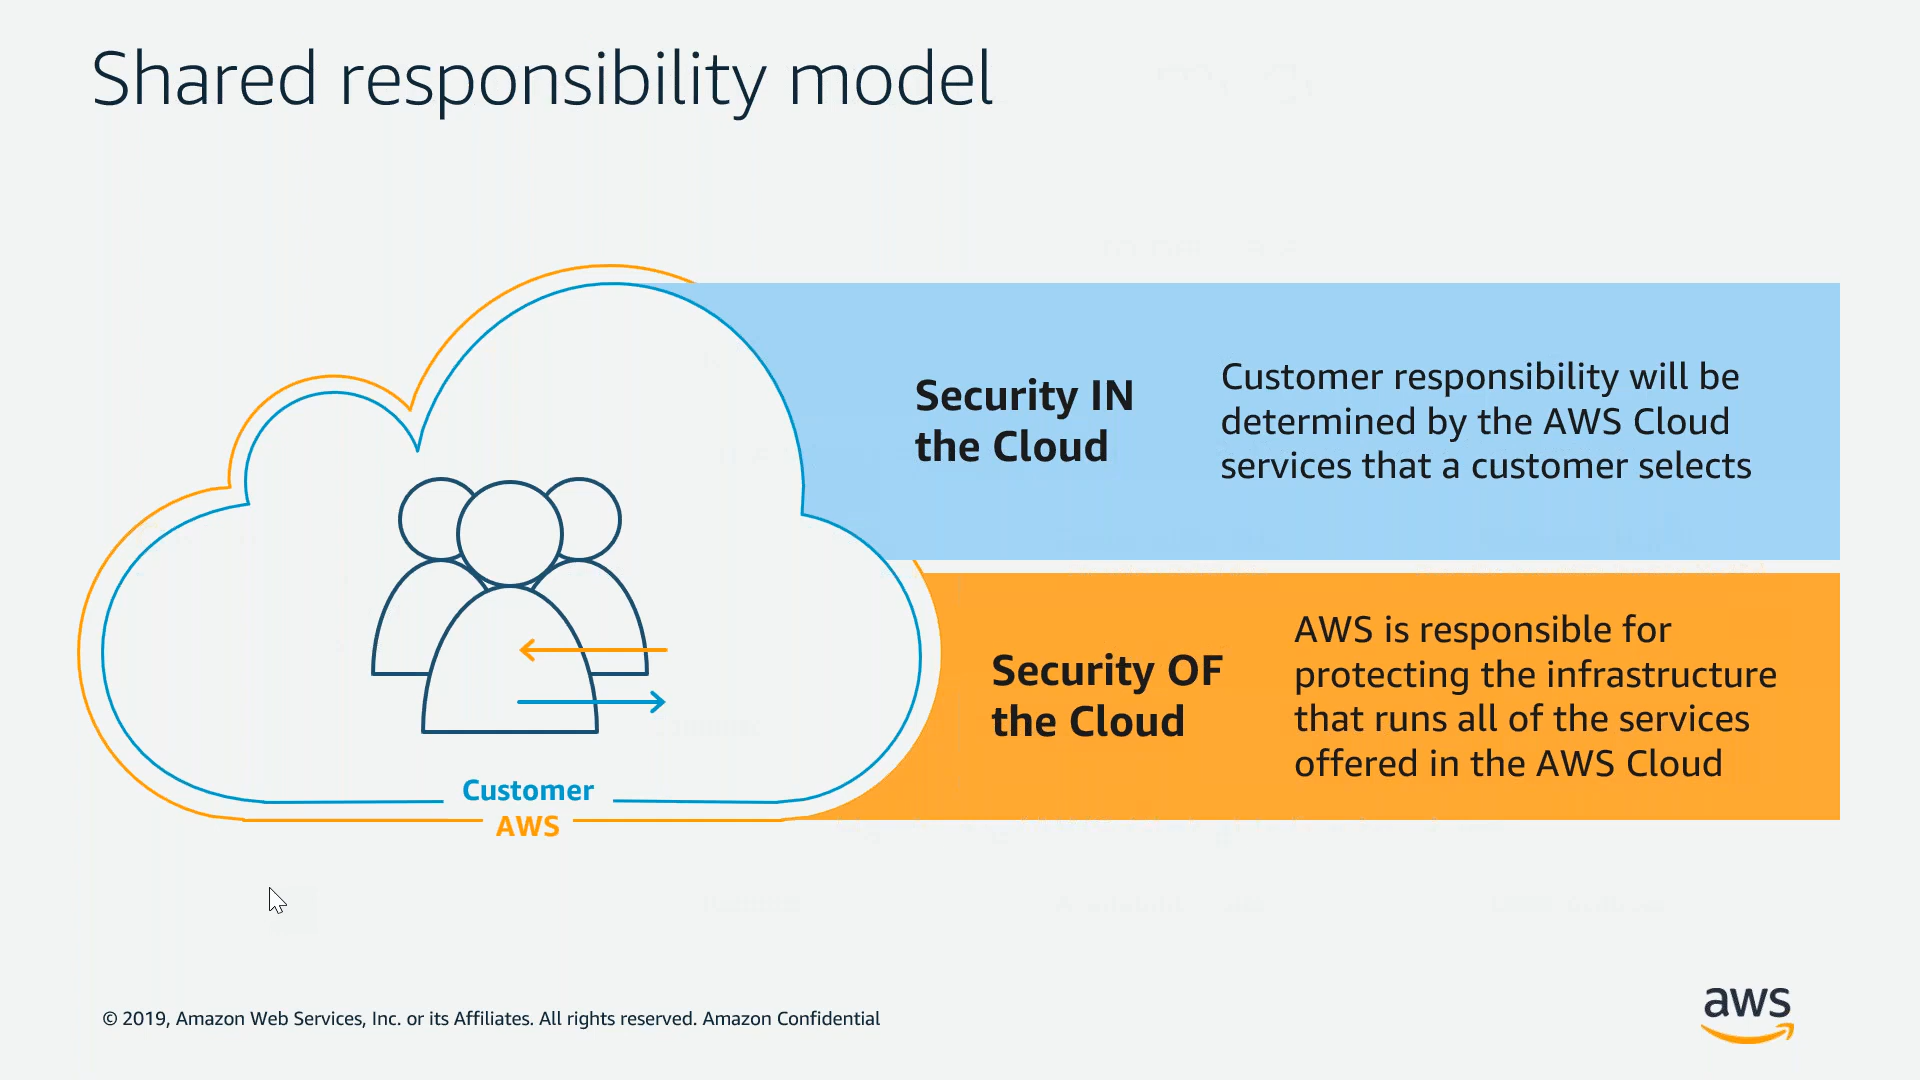 Shared responsibility model
Security IN
the Cloud
Customer responsibility will be
determined by the AWS Cloud
services that a customer selects
Security OF
the Cloud
AWS is responsible for
protecting the infrastructure
that runs all of the services
offered in the AWS Cloud
Customer
AWS
© 2019, Amazon Web Services, Inc. or its Affiliates. All rights reserved. Amazon Confidential
aws